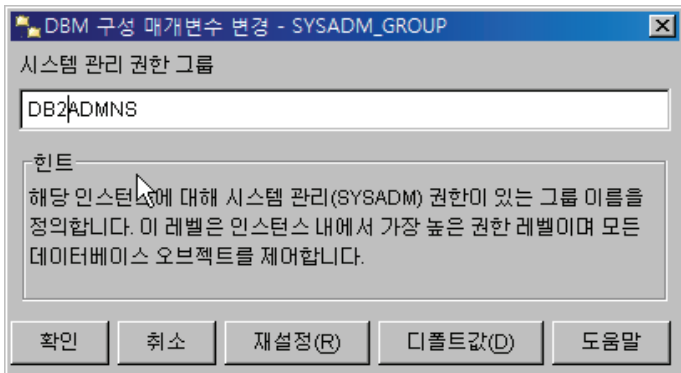 DBM 구성 매개변수 변경 - SYSADM_GROUP
시스템 관리 권한 그룹
DB2ADMNS
힌트
해당 인스턴스에 대해 시스템 관리(SYSADM) 권한이 있는 그룹 이름을
정의합니다. 이 레벨은 인스턴스 내에서 가장 높은 권한 레벨이며 모든
데이터베이스 오브젝트를 제어합니다.
확인 취소 재설정(R) 디폴트값(D) 도움말